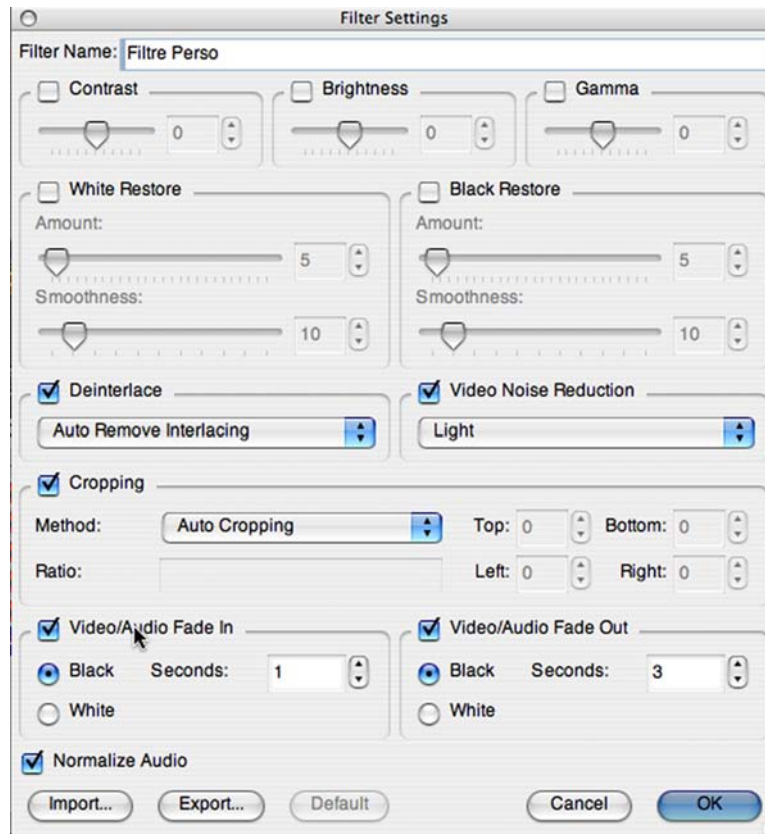 Filter Settings
Filter Name: Filtre Perso
Contrast Brightness Gamma
0 0 0
White Restore Black Restore
Amount: Amount:
5 5
Smoothness: Smoothness:
10 10
Deinterlace Video Noise Reduction
Auto Remove Interlacing Light
Cropping
Method: Auto Cropping Top: 0 Bottom: 0
Ratio: Left: 0 Right: 0
Video/Audio Fade In Video/Audio Fade Out
Black Seconds: 1 Black Seconds: 3
White White
Normalize Audio
Import... Export... Default Cancel OK